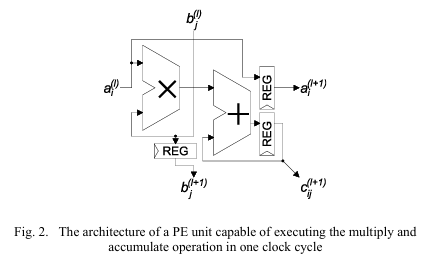 b_j^(l)
a_i^(l)
×
+
REG
a_i^(l+1)
REG
REG
b_j^(l+1)
c_ij^(l+1)
Fig. 2. The architecture of a PE unit capable of executing the multiply and
accumulate operation in one clock cycle